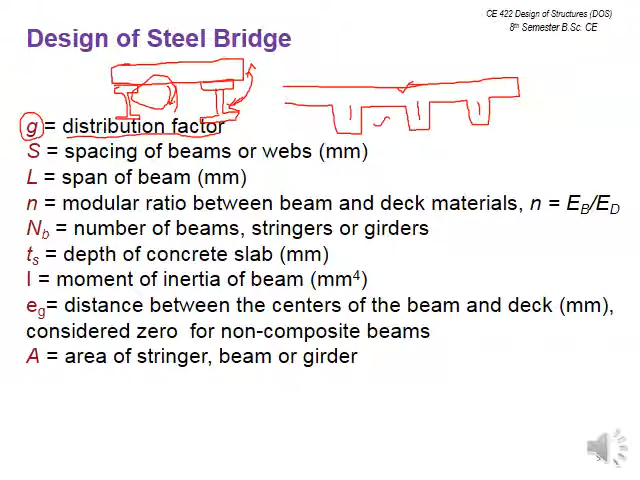 CE 422 Design of Structures (DOS)
8th Semester B.Sc. CE
Design of Steel Bridge
g = distribution factor
S = spacing of beams or webs (mm)
L = span of beam (mm)
n = modular ratio between beam and deck materials, n = EB/ED
Nb = number of beams, stringers or girders
ts = depth of concrete slab (mm)
I = moment of inertia of beam (mm4)
eg= distance between the centers of the beam and deck (mm),
considered zero for non-composite beams
A = area of stringer, beam or girder